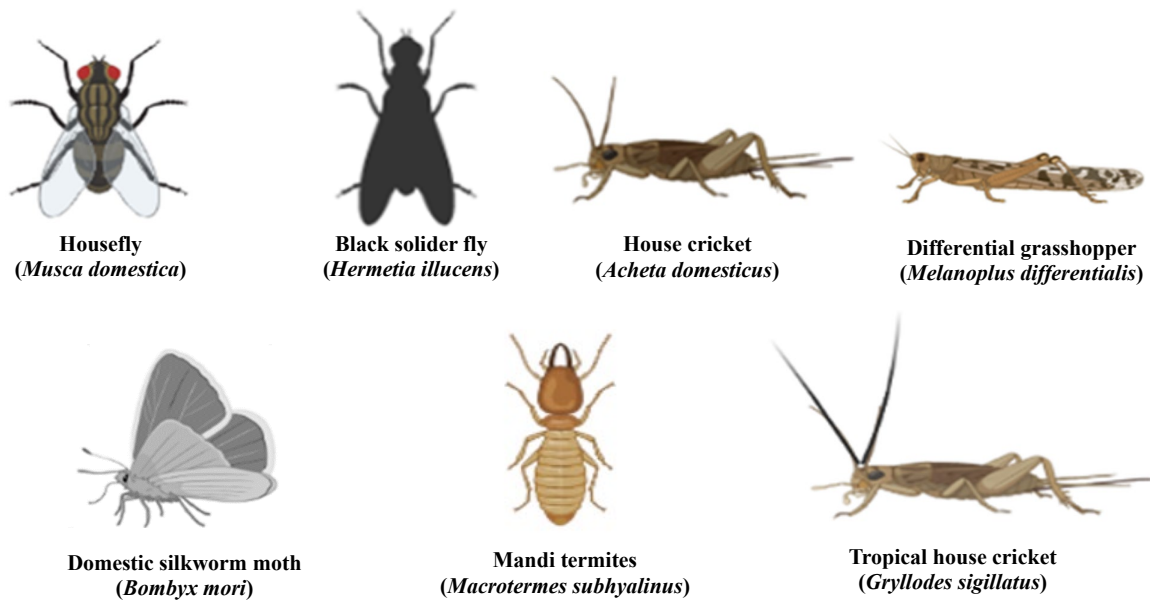 Housefly
(Musca domestica)
Black solider fly
(Hermetia illucens)
House cricket
(Acheta domesticus)
Differential grasshopper
(Melanoplus differentialis)
Domestic silkworm moth
(Bombyx mori)
Mandi termites
(Macrotermes subhyalinus)
Tropical house cricket
(Gryllodes sigillatus)